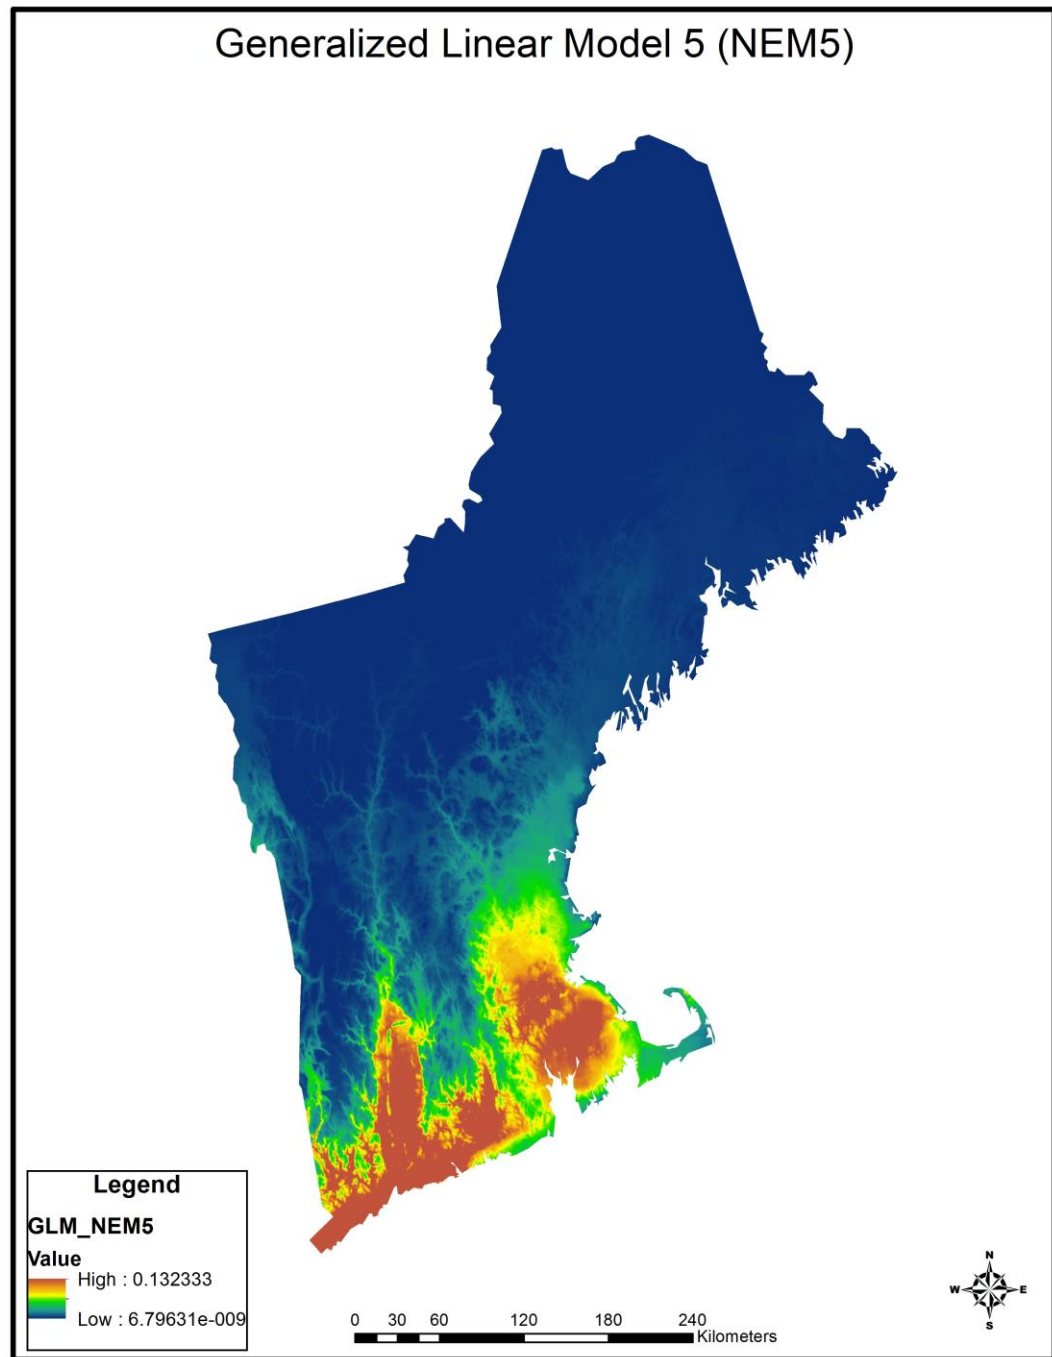 Generalized Linear Model 5 (NEM5)
Legend
GLM_NEM5
Value
High : 0.132333
Low : 6.79631e-009
0 30 60 120 180 240
Kilometers
N
W E
S